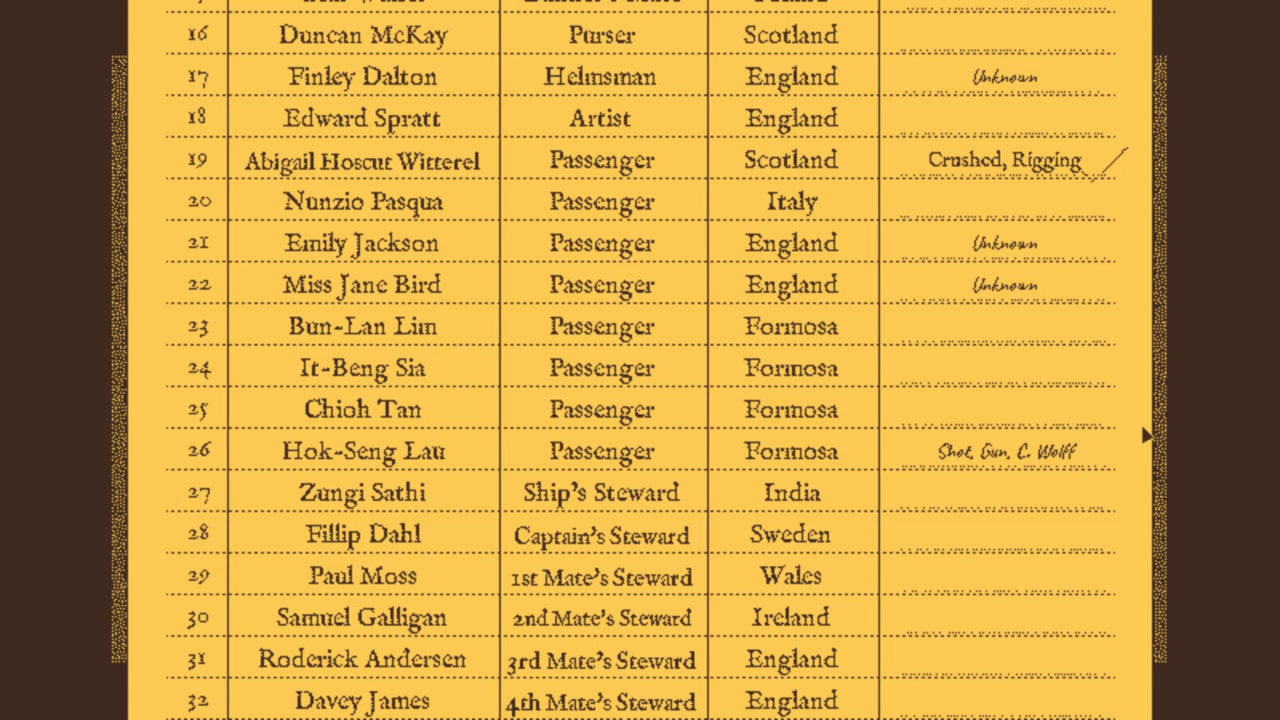 16 Duncan McKay Purser Scotland
17 Finley Dalton Helmsman England Unknown
18 Edward Spratt Artist England
19 Abigail Hoscut Witterel Passenger Scotland Crushed, Rigging
20 Nunzio Pasqua Passenger Italy
21 Emily Jackson Passenger England Unknown
22 Miss Jane Bird Passenger England Unknown
23 Bun-Lan Lim Passenger Formosa
24 It-Beng Sia Passenger Formosa
25 Chioh Tan Passenger Formosa
26 Hok-Seng Lau Passenger Formosa Shot, Gun, C. Wolff
27 Zungi Sathi Ship's Steward India
28 Fillip Dahl Captain's Steward Sweden
29 Paul Moss 1st Mate's Steward Wales
30 Samuel Galligan 2nd Mate's Steward Ireland
31 Roderick Andersen 3rd Mate's Steward England
32 Davey James 4th Mate's Steward England